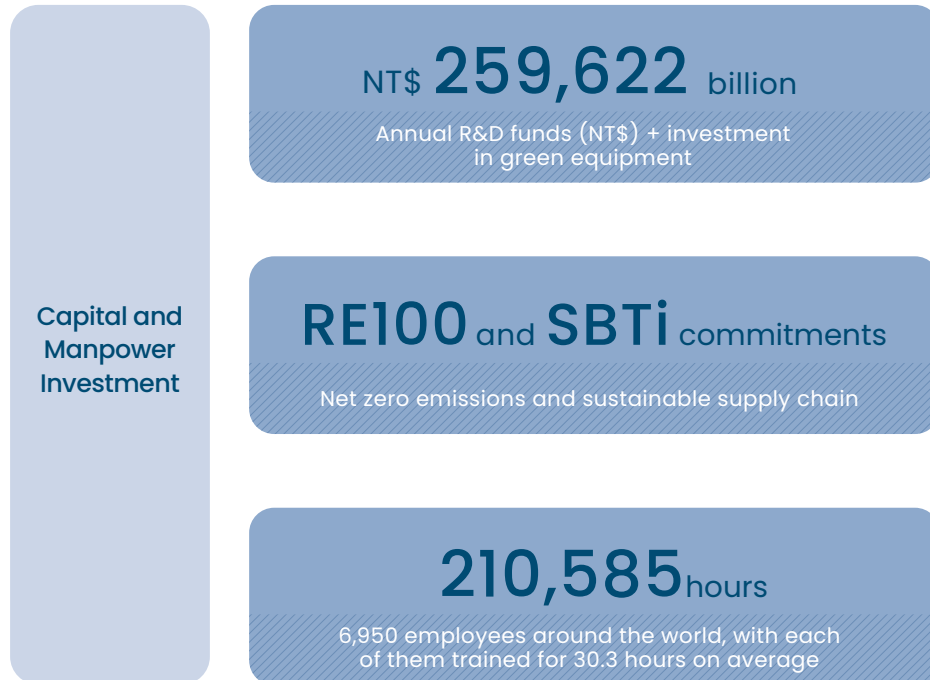 Capital and
Manpower
Investment
NT$ 259,622 billion
Annual R&D funds (NT$) + investment
in green equipment
RE100 and SBTi commitments
Net zero emissions and sustainable supply chain
210,585hours
6,950 employees around the world, with each
of them trained for 30.3 hours on average